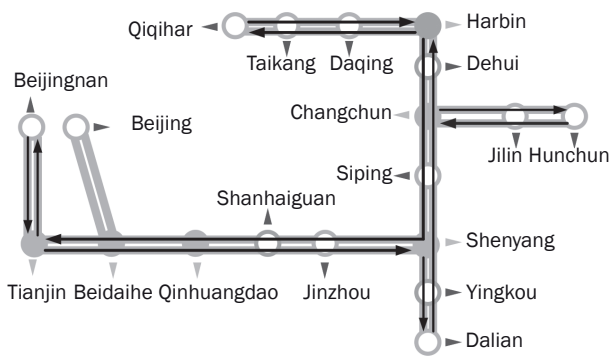 Qiqihar
Harbin
Taikang Daqing
Dehui
Beijingnan
Beijing
Changchun
Jilin Hunchun
Siping
Shanhaiguan
Shenyang
Tianjin Beidaihe Qinhuangdao Jinzhou
Yingkou
Dalian